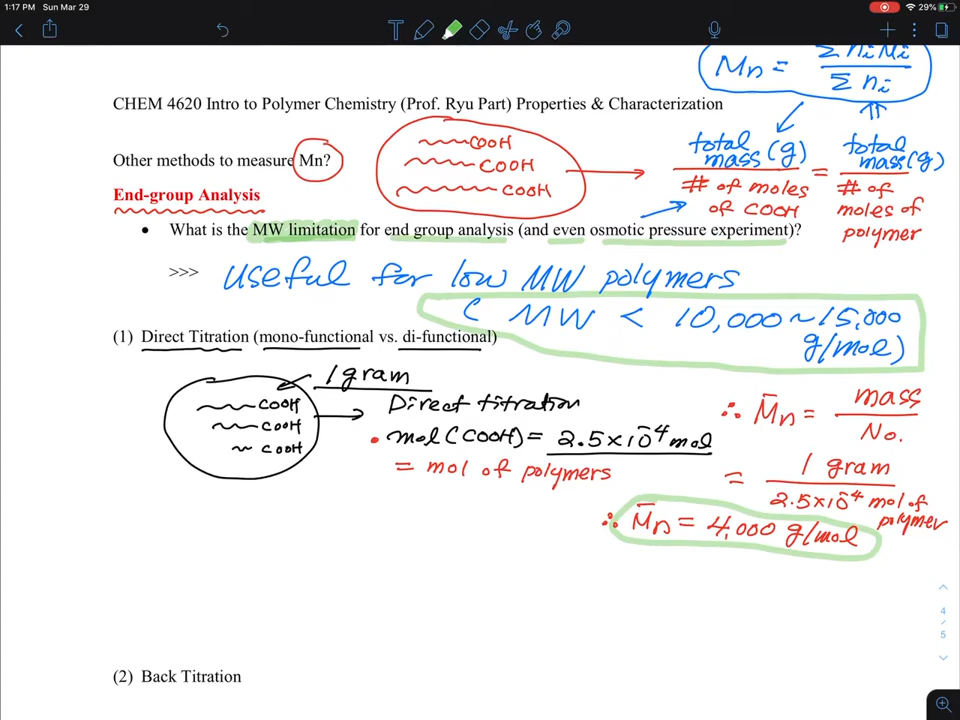 1:17 PM Sun Mar 29
29%
Mn = Σ niMi / Σ ni
CHEM 4620 Intro to Polymer Chemistry (Prof. Ryu Part) Properties & Characterization
Other methods to measure Mn?
COOH
COOH
COOH
total mass (g) / # of moles of COOH = total mass (g) / # of moles of polymer
End-group Analysis
• What is the MW limitation for end group analysis (and even osmotic pressure experiment)?
>>> useful for low MW polymers
( MW < 10,000 ~ 15,000
g/mol)
(1) Direct Titration (mono-functional vs. di-functional)
1 gram
COOH
COOH
COOH
Direct titration
• mol (COOH) = 2.5×10⁻⁴ mol
= mol of polymers
∴ M̄n = mass / No.
= 1 gram / 2.5×10⁻⁴ mol of polymer
∴ M̄n = 4,000 g/mol
4
/
5
(2) Back Titration